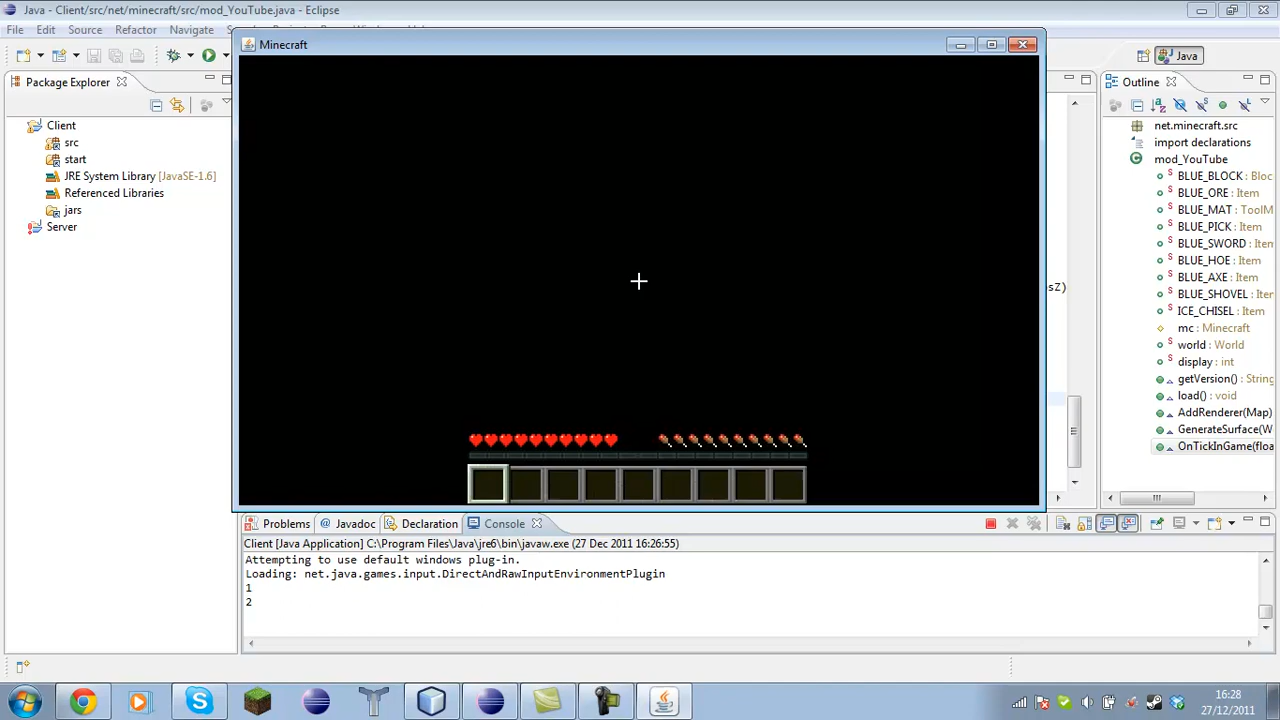 Java - Client/src/net/minecraft/src/mod_YouTube.java - Eclipse
File Edit Source Refactor Navigate
Minecraft
Java
Package Explorer
Client
src
start
JRE System Library [JavaSE-1.6]
Referenced Libraries
jars
Server
Outline
net.minecraft.src
import declarations
mod_YouTube
BLUE_BLOCK : Bloc
BLUE_ORE : Item
BLUE_MAT : ToolM
BLUE_PICK : Item
BLUE_SWORD : Iten
BLUE_HOE : Item
BLUE_AXE : Item
BLUE_SHOVEL : Iter
ICE_CHISEL : Item
mc : Minecraft
world : World
display : int
getVersion() : String
load() : void
AddRenderer(Map)
GenerateSurface(W
OnTickInGame(floa
osZ)
Problems Javadoc Declaration Console
Client [Java Application] C:\Program Files\Java\jre6\bin\javaw.exe (27 Dec 2011 16:26:55)
Attempting to use default windows plug-in.
Loading: net.java.games.input.DirectAndRawInputEnvironmentPlugin
1
2
16:28
27/12/2011